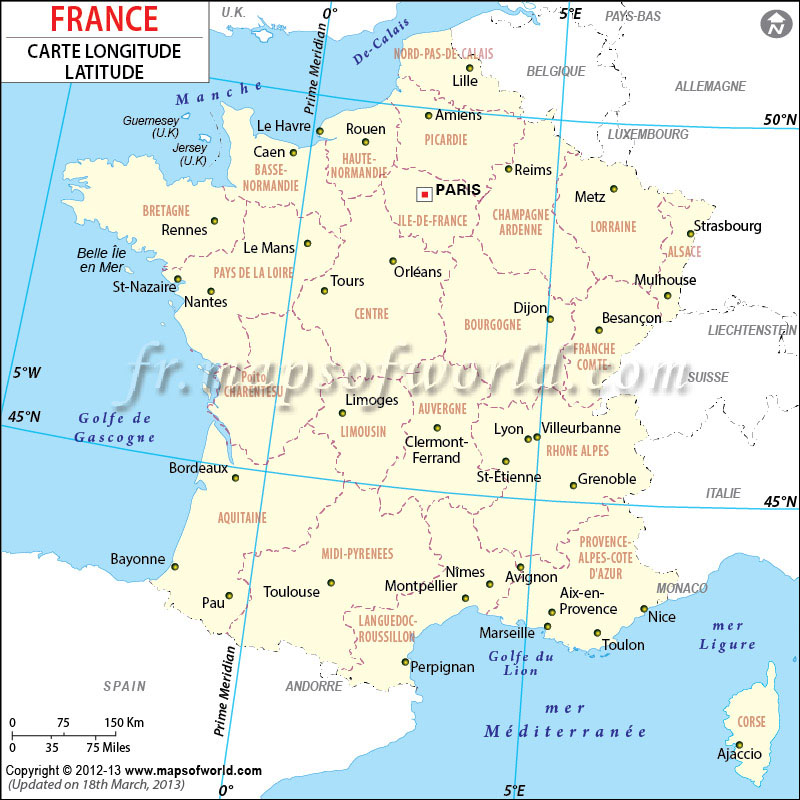 FRANCE
CARTE LONGITUDE
LATITUDE
U.K.
0°
Prime Meridian
De-Calais
5°E
PAYS-BAS
NORD-PAS-DE-CALAIS
Lille
BELGIQUE
ALLEMAGNE
Manche
Guernesey
(U.K)
Jersey
(U.K)
Le Havre
Rouen
Amiens
PICARDIE
50°N
LUXEMBOURG
Caen
BASSE-
NORMANDIE
HAUTE-
NORMANDIE
Reims
PARIS
Metz
BRETAGNE
Rennes
ILE-DE-FRANCE
CHAMPAGNE
ARDENNE
LORRAINE
Strasbourg
ALSACE
Belle Île
en Mer
Le Mans
PAYS DE LA LOIRE
Orléans
St-Nazaire
Nantes
Tours
Mulhouse
CENTRE
Dijon
BOURGOGNE
Besançon
FRANCHE
COMTE-
LIECHTENSTEIN
fr.mapsofworld.com
5°W
Poito
CHARENTESU
SUISSE
45°N
Golfe de
Gascogne
Limoges
LIMOUSIN
AUVERGNE
Clermont-
Ferrand
Lyon
Villeurbanne
RHONE ALPES
Bordeaux
St-Étienne
Grenoble
ITALIE
45°N
AQUITAINE
MIDI-PYRENEES
PROVENCE-
ALPES-COTE
D'AZUR
Bayonne
Pau
Toulouse
Montpellier
Nîmes
Avignon
Aix-en-
Provence
MONACO
Nice
LANGUEDOC-
ROUSSILLON
Marseille
Toulon
mer
Ligure
Golfe du
Lion
Perpignan
Prime Meridian
SPAIN
ANDORRE
mer
Méditerranée
CORSE
Ajaccio
0 75 150 Km
0 35 75 Miles
Copyright © 2012-13 www.mapsofworld.com
(Updated on 18th March, 2013)
0°
5°E